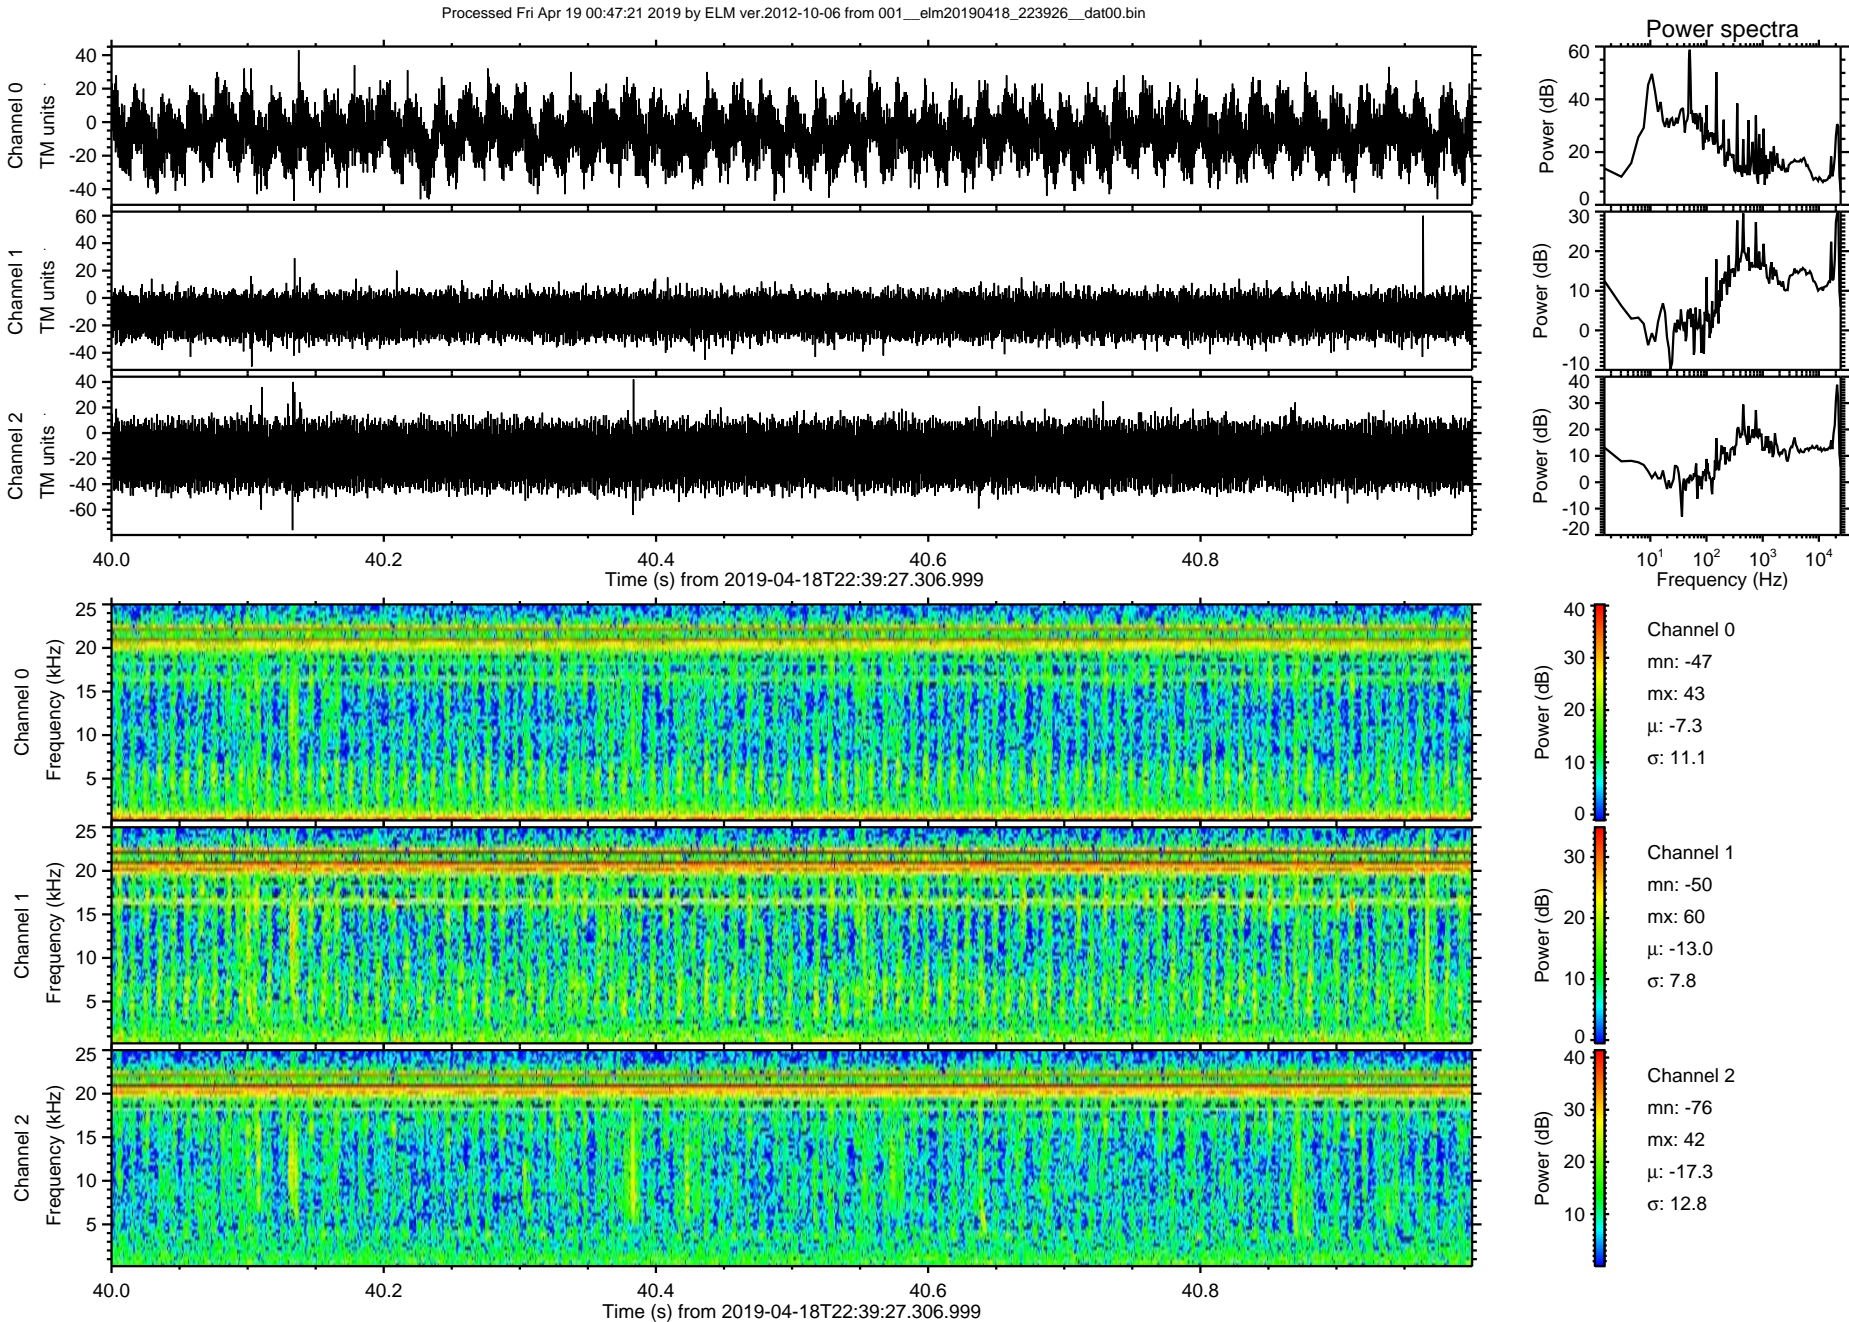 Processed Fri Apr 19 00:47:21 2019 by ELM ver.2012-10-06 from 001__elm20190418_223926__dat00.bin
Power spectra
Channel 0
TM units
40
20
0
-20
-40
Power (dB)
60
40
20
0
Channel 1
TM units
60
40
20
0
-20
-40
Power (dB)
30
20
10
0
-10
Channel 2
TM units
40
20
0
-20
-40
-60
Power (dB)
40
30
20
10
0
-10
-20
40.0 40.2 40.4 40.6 40.8
Time (s) from 2019-04-18T22:39:27.306.999
10^1 10^2 10^3 10^4
Frequency (Hz)
Channel 0
Frequency (kHz)
25
20
15
10
5
Power (dB)
40
30
20
10
0
Channel 0
mn: -47
mx: 43
μ: -7.3
σ: 11.1
Channel 1
Frequency (kHz)
25
20
15
10
5
Power (dB)
30
20
10
0
Channel 1
mn: -50
mx: 60
μ: -13.0
σ: 7.8
Channel 2
Frequency (kHz)
25
20
15
10
5
Power (dB)
40
30
20
10
Channel 2
mn: -76
mx: 42
μ: -17.3
σ: 12.8
40.0 40.2 40.4 40.6 40.8
Time (s) from 2019-04-18T22:39:27.306.999